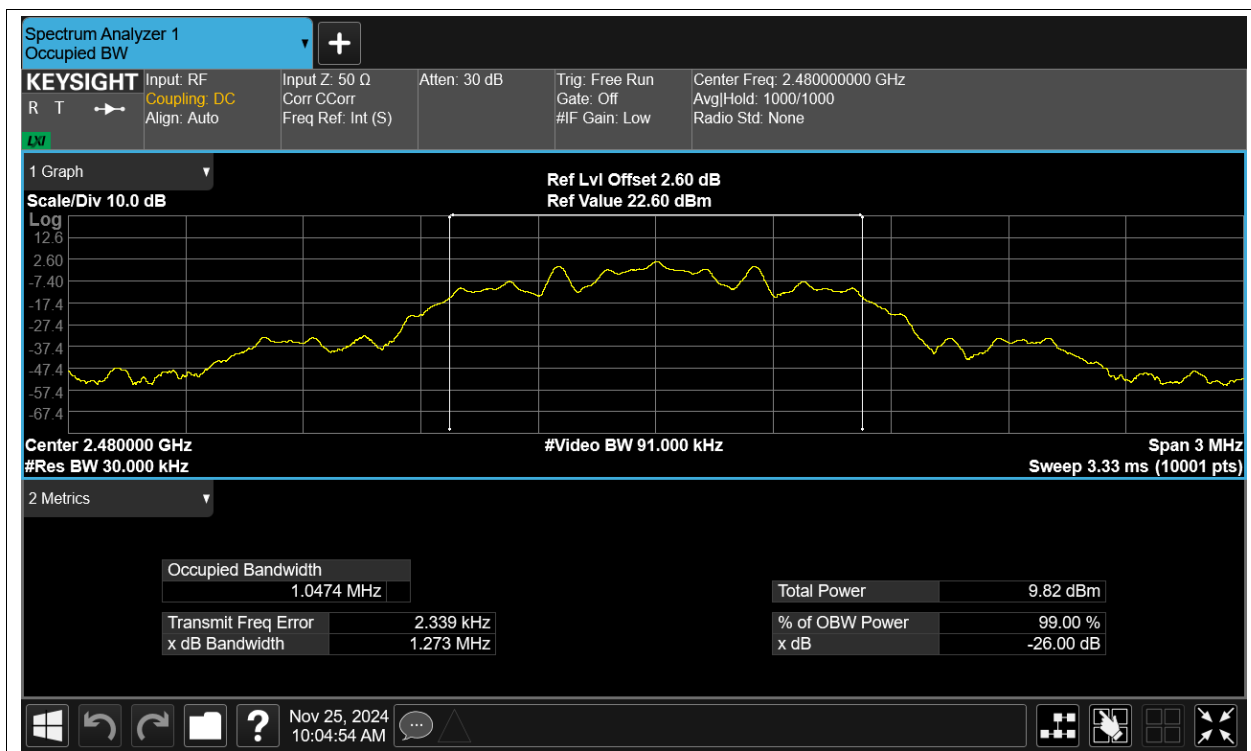 Spectrum Analyzer 1
Occupied BW
KEYSIGHT
R T
LXI
Input: RF
Coupling: DC
Align: Auto
Input Z: 50 Ω
Corr CCorr
Freq Ref: Int (S)
Atten: 30 dB
Trig: Free Run
Gate: Off
#IF Gain: Low
Center Freq: 2.480000000 GHz
Avg|Hold: 1000/1000
Radio Std: None
1 Graph
Scale/Div 10.0 dB
Ref Lvl Offset 2.60 dB
Ref Value 22.60 dBm
Log
12.6
2.60
-7.40
-17.4
-27.4
-37.4
-47.4
-57.4
-67.4
Center 2.480000 GHz
#Video BW 91.000 kHz
Span 3 MHz
#Res BW 30.000 kHz
Sweep 3.33 ms (10001 pts)
2 Metrics
Occupied Bandwidth
1.0474 MHz
Total Power 9.82 dBm
Transmit Freq Error 2.339 kHz
% of OBW Power 99.00 %
x dB Bandwidth 1.273 MHz
x dB -26.00 dB
?
Nov 25, 2024
10:04:54 AM